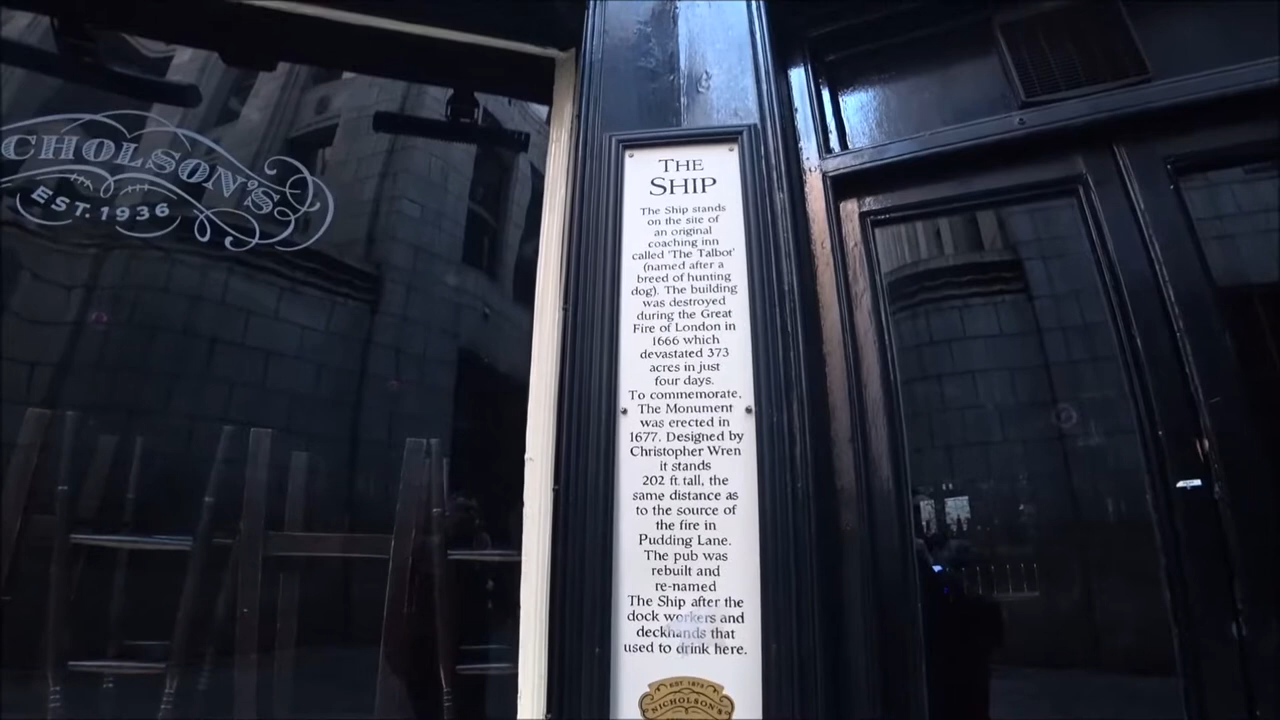 CHOLSON'S
EST. 1936
THE
SHIP
The Ship stands
on the site of
an original
coaching inn
called 'The Talbot'
(named after a
breed of hunting
dog). The building
was destroyed
during the Great
Fire of London in
1666 which
devastated 373
acres in just
four days.
To commemorate,
The Monument
was erected in
1677. Designed by
Christopher Wren
it stands
202 ft. tall, the
same distance as
to the source of
the fire in
Pudding Lane.
The pub was
rebuilt and
re-named
The Ship after the
dock workers and
deckhands that
used to drink here.
EST. 1873
NICHOLSON'S